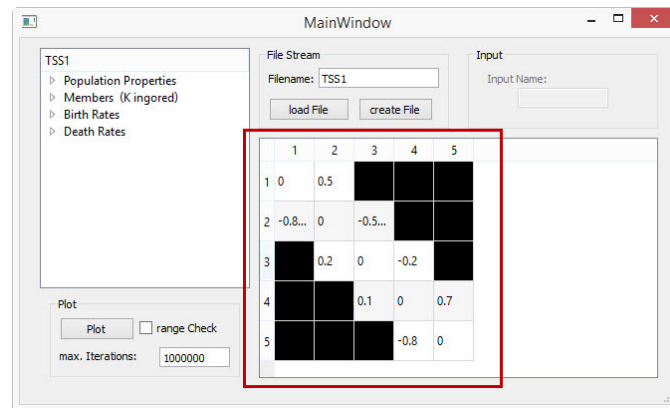 MainWindow
TSS1
Population Properties
Members (K ingored)
Birth Rates
Death Rates
File Stream
Filename: TSS1
load File create File
Input
Input Name:
1 2 3 4 5
1 0 0.5
2 -0.8... 0 -0.5...
3 0.2 0 -0.2
4 0.1 0 0.7
5 -0.8 0
Plot
Plot range Check
max. Iterations: 1000000